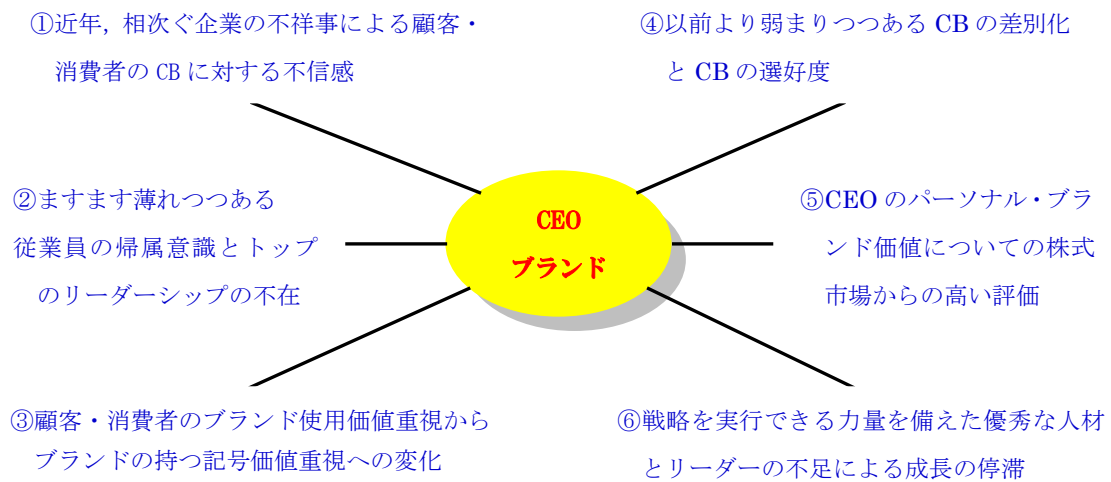 ①近年, 相次ぐ企業の不祥事による顧客・
消費者の CB に対する不信感
②ますます薄れつつある
従業員の帰属意識とトップ
のリーダーシップの不在
③顧客・消費者のブランド使用価値重視から
ブランドの持つ記号価値重視への変化
CEO
ブランド
④以前より弱まりつつある CB の差別化
と CB の選好度
⑤CEO のパーソナル・ブラ
ンド価値についての株式
市場からの高い評価
⑥戦略を実行できる力量を備えた優秀な人材
とリーダーの不足による成長の停滞